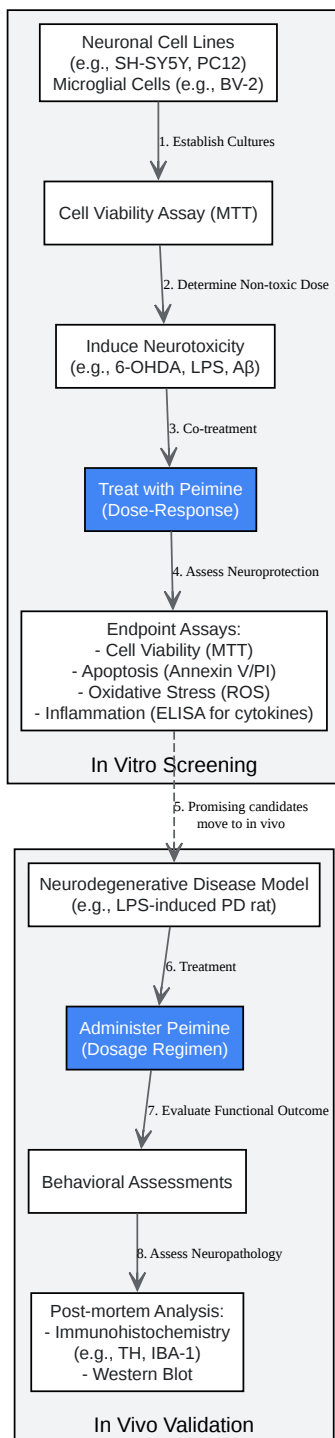 Neuronal Cell Lines
(e.g., SH-SY5Y, PC12)
Microglial Cells (e.g., BV-2)
1. Establish Cultures
Cell Viability Assay (MTT)
2. Determine Non-toxic Dose
Induce Neurotoxicity
(e.g., 6-OHDA, LPS, Aβ)
3. Co-treatment
Treat with Peimine
(Dose-Response)
4. Assess Neuroprotection
Endpoint Assays:
- Cell Viability (MTT)
- Apoptosis (Annexin V/PI)
- Oxidative Stress (ROS)
- Inflammation (ELISA for cytokines)
In Vitro Screening
5. Promising candidates
move to in vivo
Neurodegenerative Disease Model
(e.g., LPS-induced PD rat)
6. Treatment
Administer Peimine
(Dosage Regimen)
7. Evaluate Functional Outcome
Behavioral Assessments
8. Assess Neuropathology
Post-mortem Analysis:
- Immunohistochemistry
(e.g., TH, IBA-1)
- Western Blot
In Vivo Validation